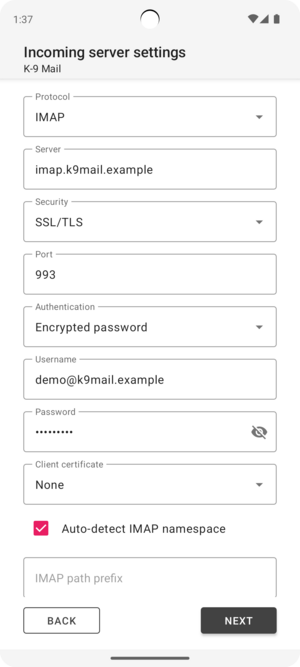 1:37
Incoming server settings
K-9 Mail
Protocol
IMAP
Server
imap.k9mail.example
Security
SSL/TLS
Port
993
Authentication
Encrypted password
Username
demo@k9mail.example
Password
•••••••••
Client certificate
None
Auto-detect IMAP namespace
IMAP path prefix
BACK
NEXT